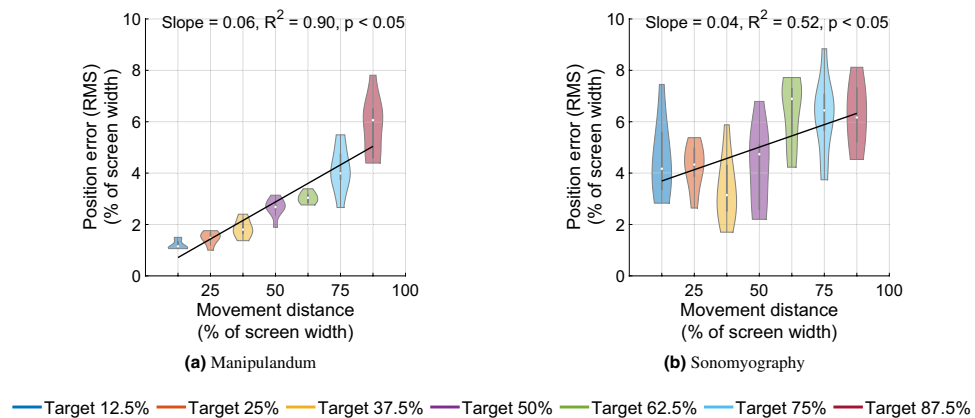 Slope = 0.06, R² = 0.90, p < 0.05
Position error (RMS)
(% of screen width)
10
8
6
4
2
0
25
50
75
100
Movement distance
(% of screen width)
(a) Manipulandum
Slope = 0.04, R² = 0.52, p < 0.05
Position error (RMS)
(% of screen width)
10
8
6
4
2
0
25
50
75
100
Movement distance
(% of screen width)
(b) Sonomyography
Target 12.5% Target 25% Target 37.5% Target 50% Target 62.5% Target 75% Target 87.5%